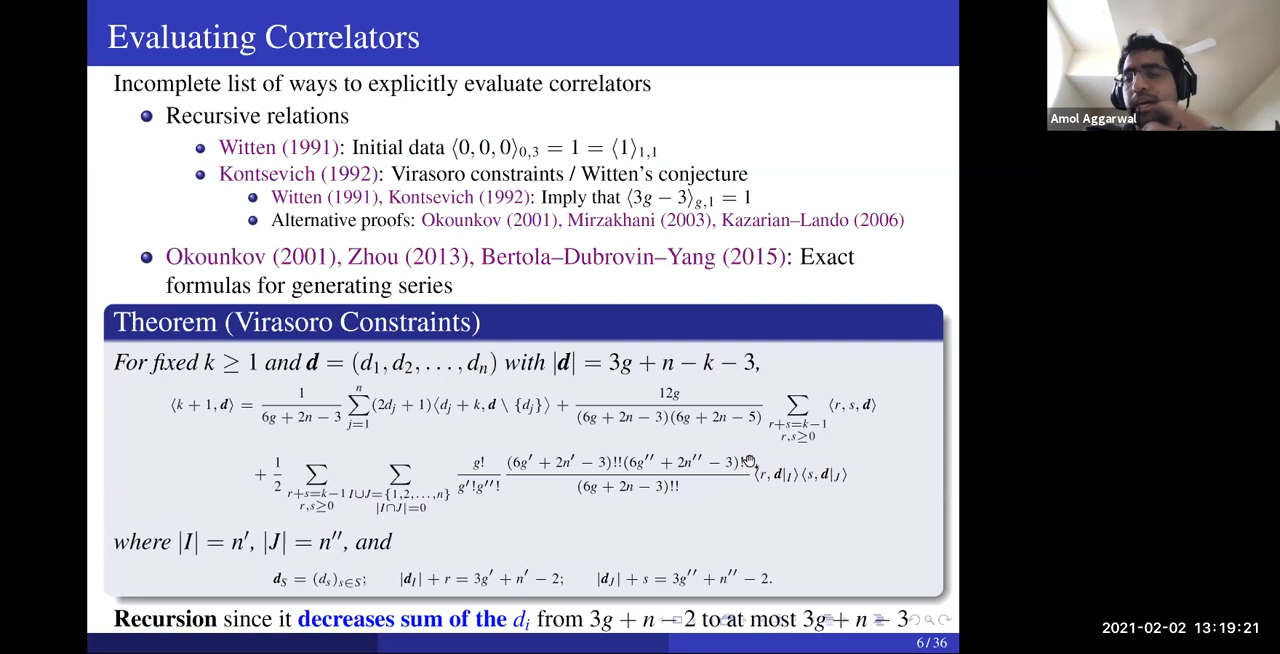 Evaluating Correlators
Incomplete list of ways to explicitly evaluate correlators
Recursive relations
Witten (1991): Initial data ⟨0, 0, 0⟩₀,₃ = 1 = ⟨1⟩₁,₁
Kontsevich (1992): Virasoro constraints / Witten's conjecture
Witten (1991), Kontsevich (1992): Imply that ⟨3g − 3⟩g,1 = 1
Alternative proofs: Okounkov (2001), Mirzakhani (2003), Kazarian–Lando (2006)
Okounkov (2001), Zhou (2013), Bertola–Dubrovin–Yang (2015): Exact
formulas for generating series
Theorem (Virasoro Constraints)
For fixed k ≥ 1 and d = (d₁, d₂, . . . , dₙ) with |d| = 3g + n − k − 3,
⟨k + 1, d⟩ = 1/(6g + 2n − 3) ∑_{j=1}^{n} (2dⱼ + 1)⟨dⱼ + k, d \ {dⱼ}⟩ + 12g/((6g + 2n − 3)(6g + 2n − 5)) ∑_{r+s=k−1, r,s≥0} ⟨r, s, d⟩
+ 1/2 ∑_{r+s=k−1, r,s≥0} ∑_{I∪J={1,2,...,n}, |I∩J|=0} g!/(g′!g″!) (6g′ + 2n′ − 3)!!(6g″ + 2n″ − 3)!!/(6g + 2n − 3)!! ⟨r, d|_I⟩⟨s, d|_J⟩
where |I| = n′, |J| = n″, and
d_S = (d_s)_{s∈S}; |d_I| + r = 3g′ + n′ − 2; |d_J| + s = 3g″ + n″ − 2.
Recursion since it decreases sum of the dᵢ from 3g + n − 2 to at most 3g + n − 3
6 / 36
Amol Aggarwal
2021-02-02 13:19:21